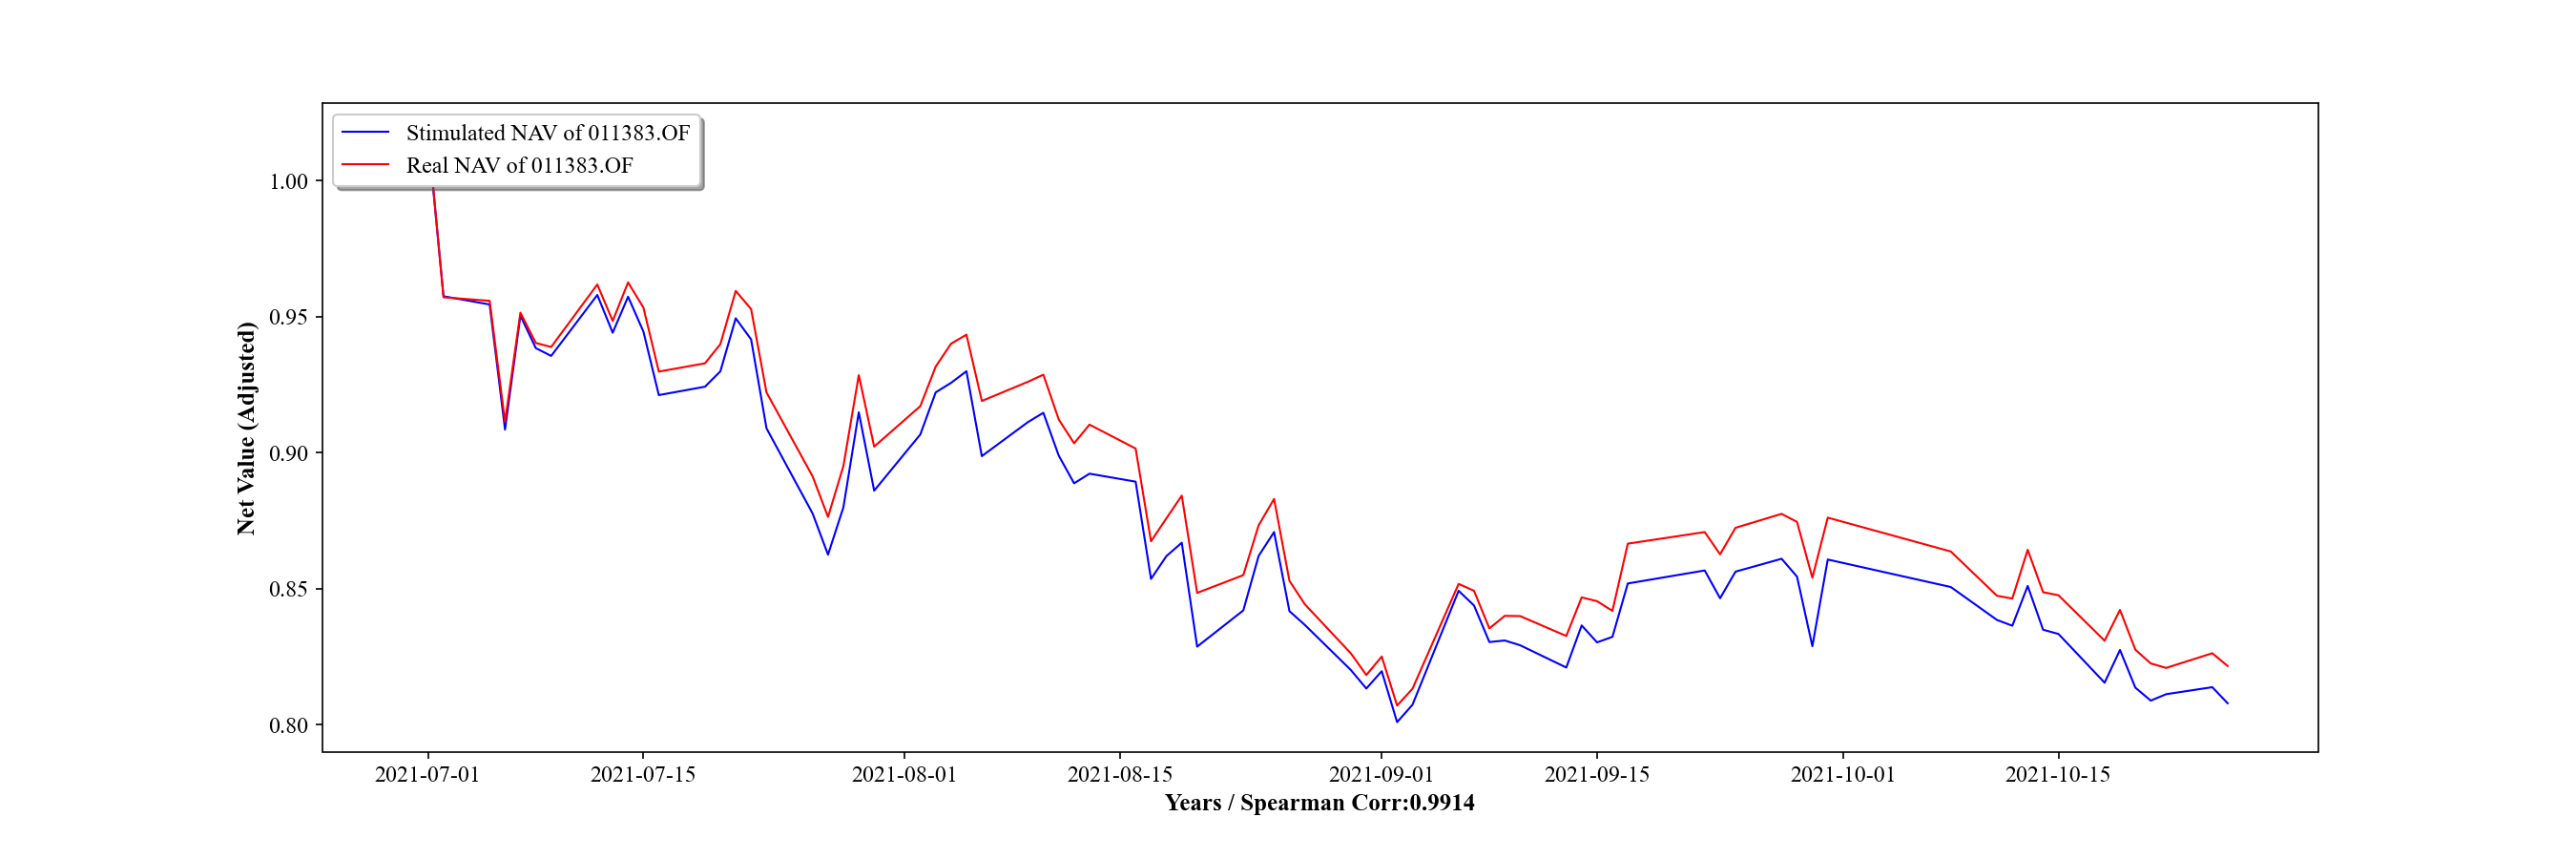 Stimulated NAV of 011383.OF
Real NAV of 011383.OF
1.00
0.95
0.90
0.85
0.80
Net Value (Adjusted)
2021-07-01 2021-07-15 2021-08-01 2021-08-15 2021-09-01 2021-09-15 2021-10-01 2021-10-15
Years / Spearman Corr:0.9914